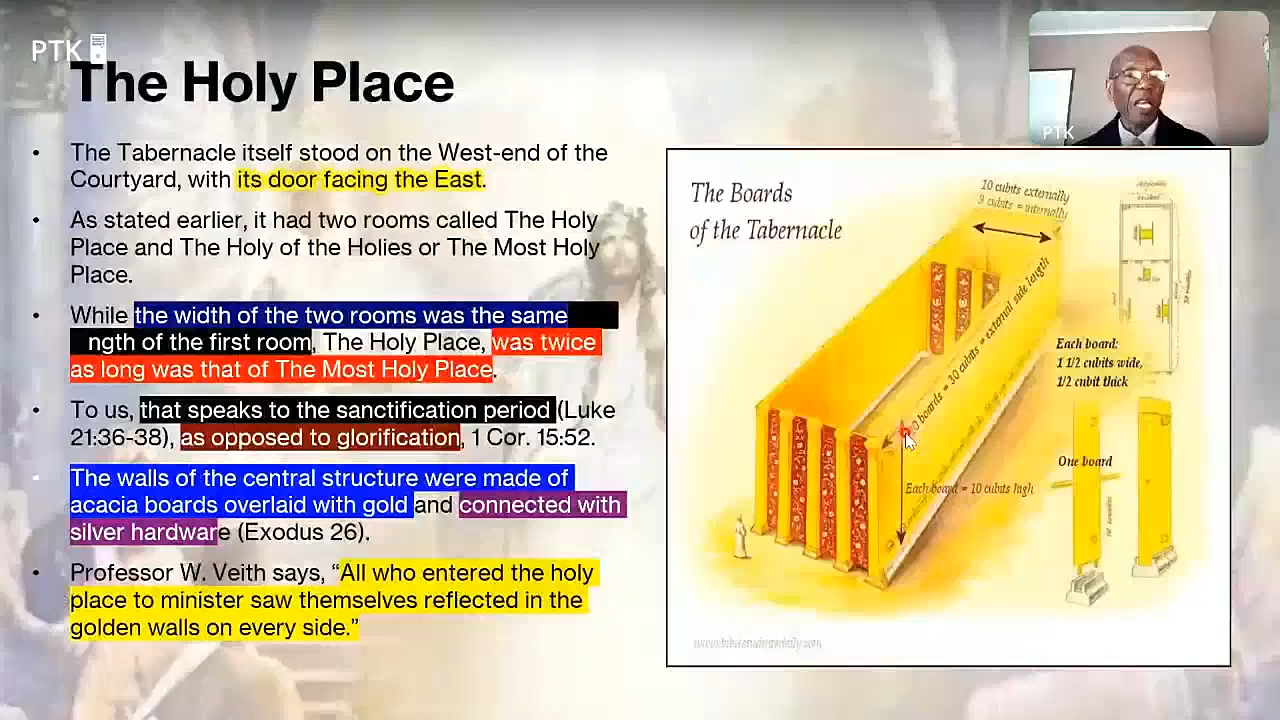 PTK
The Holy Place
• The Tabernacle itself stood on the West-end of the
Courtyard, with its door facing the East.
• As stated earlier, it had two rooms called The Holy
Place and The Holy of the Holies or The Most Holy
Place.
• While the width of the two rooms was the same
ngth of the first room, The Holy Place, was twice
as long was that of The Most Holy Place.
• To us, that speaks to the sanctification period (Luke
21:36-38), as opposed to glorification, 1 Cor. 15:52.
• The walls of the central structure were made of
acacia boards overlaid with gold and connected with
silver hardware (Exodus 26).
• Professor W. Veith says, “All who entered the holy
place to minister saw themselves reflected in the
golden walls on every side.”
PTK
The Boards
of the Tabernacle
10 cubits externally
9 cubits = internally
boards = 30 cubits = external side length
Each board = 10 cubits high
Each board:
1 1/2 cubits wide,
1/2 cubit thick
One board